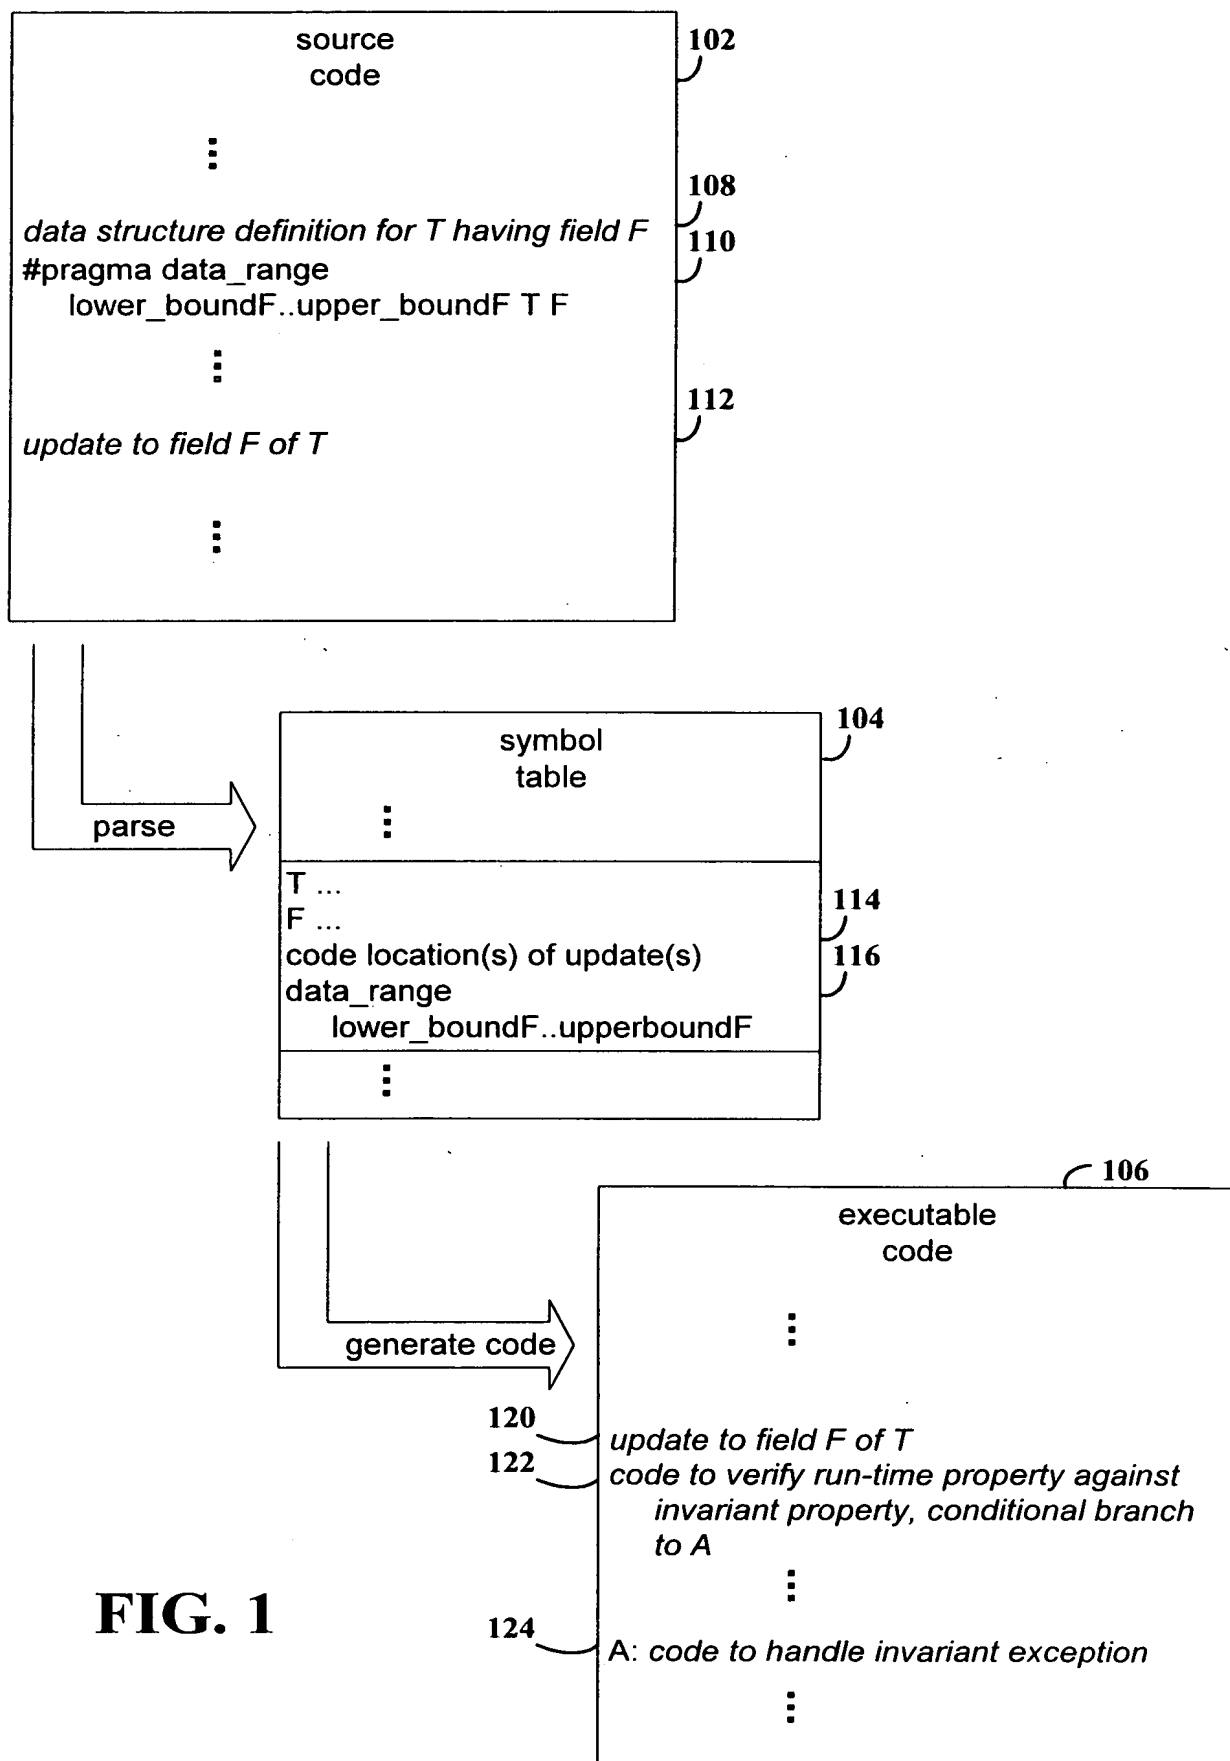 source
code
102
⋮
108
data structure definition for T having field F
110
#pragma data_range
lower_boundF..upper_boundF T F
⋮
112
update to field F of T
⋮
104
symbol
table
⋮
parse
T ...
F ...
114
code location(s) of update(s)
116
data_range
lower_boundF..upperboundF
⋮
106
executable
code
⋮
generate code
120
update to field F of T
122
code to verify run-time property against
invariant property, conditional branch
to A
⋮
FIG. 1
124
A: code to handle invariant exception
⋮